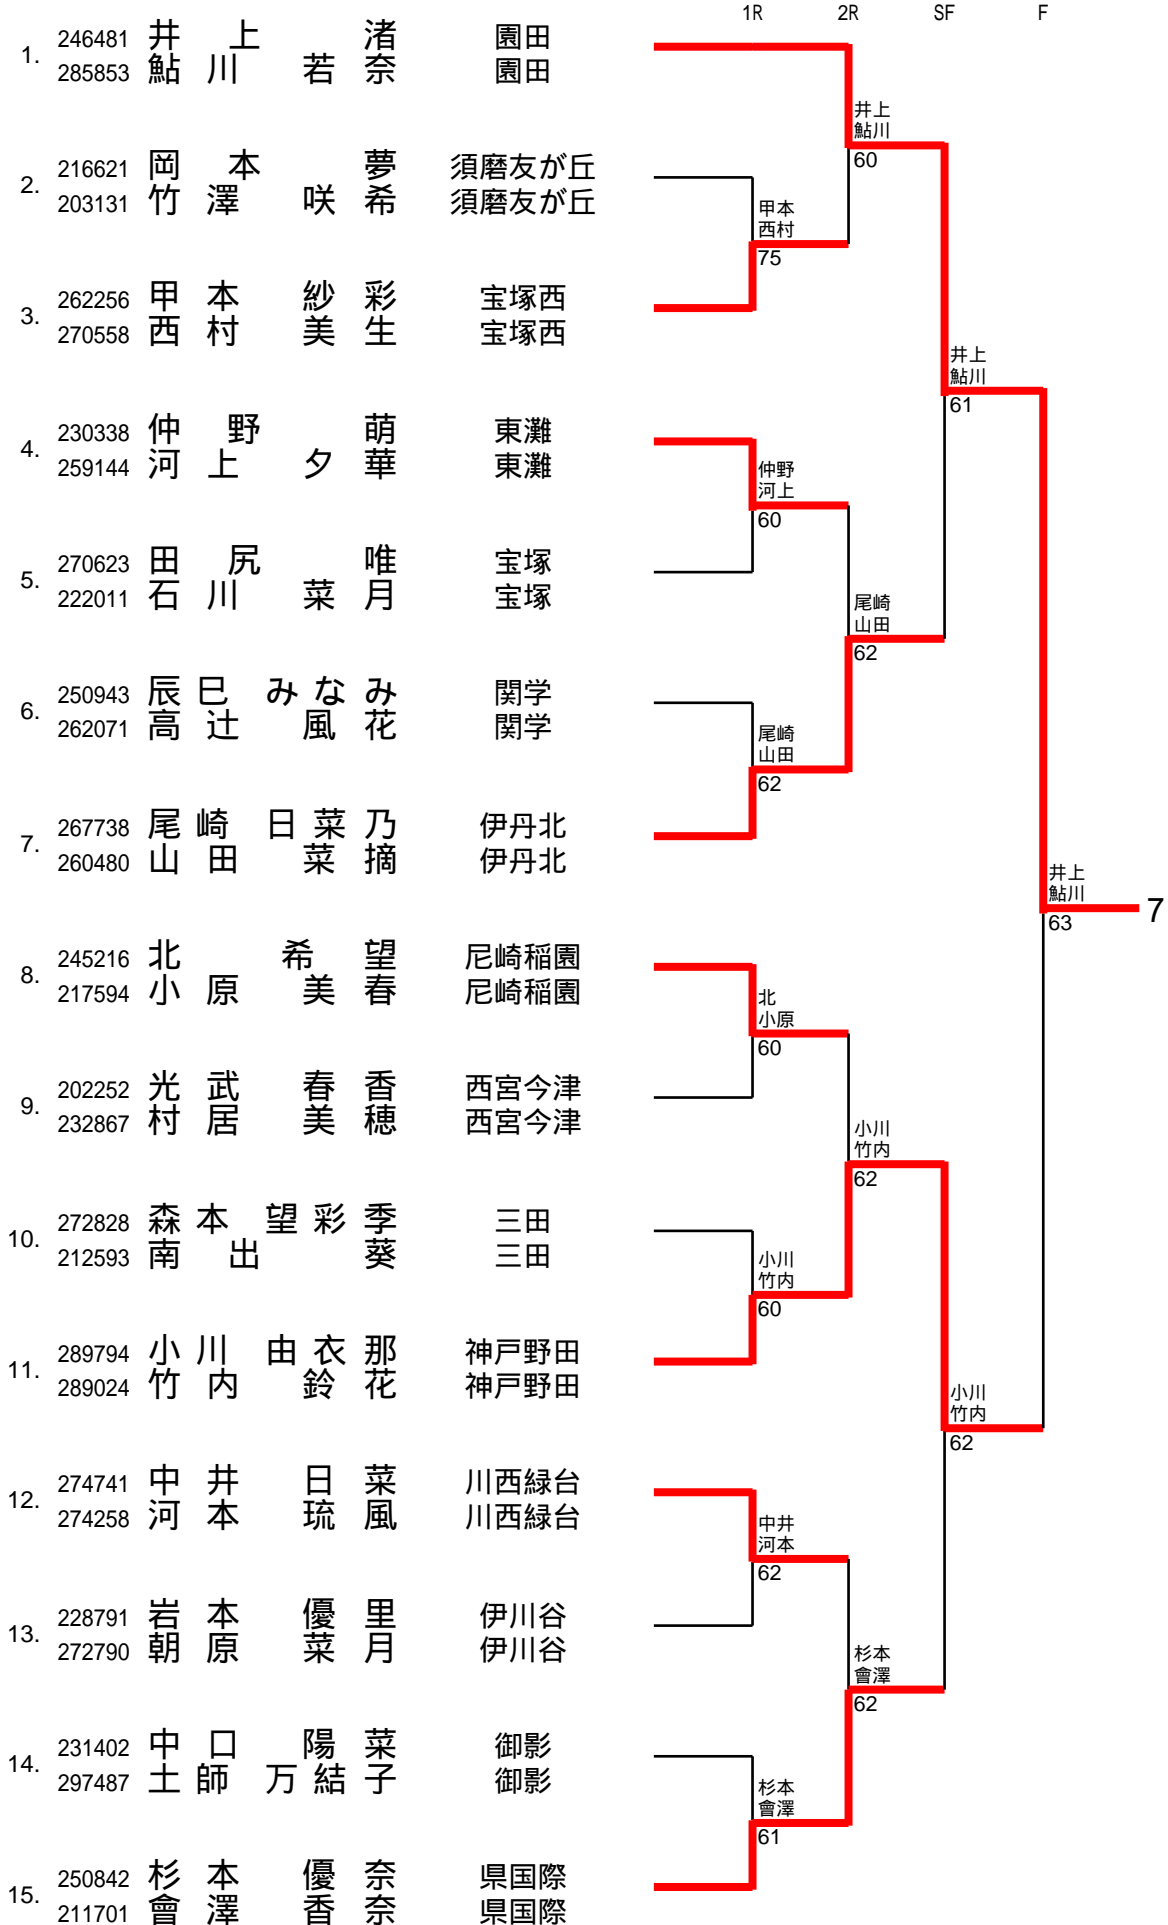 1R 2R SF F
1. 246481 井上 渚 園田
285853 鮎川 若奈 園田
井上
鮎川
60
2. 216621 岡本 夢 須磨友が丘
203131 竹澤 咲希 須磨友が丘
甲本
西村
75
3. 262256 甲本 紗彩 宝塚西
270558 西村 美生 宝塚西
井上
鮎川
61
4. 230338 仲野 萌 東灘
259144 河上 夕華 東灘
仲野
河上
60
5. 270623 田尻 唯 宝塚
222011 石川 菜月 宝塚
尾崎
山田
62
6. 250943 辰巳 みなみ 関学
262071 高辻 風花 関学
尾崎
山田
62
7. 267738 尾崎 日菜乃 伊丹北
260480 山田 菜摘 伊丹北
井上
鮎川
63
7
8. 245216 北 希望 尼崎稲園
217594 小原 美春 尼崎稲園
北
小原
60
9. 202252 光武 春香 西宮今津
232867 村居 美穂 西宮今津
小川
竹内
62
10. 272828 森本 望彩季 三田
212593 南出 葵 三田
小川
竹内
60
11. 289794 小川 由衣那 神戸野田
289024 竹内 鈴花 神戸野田
小川
竹内
62
12. 274741 中井 日菜 川西緑台
274258 河本 琉風 川西緑台
中井
河本
62
13. 228791 岩本 優里 伊川谷
272790 朝原 菜月 伊川谷
杉本
會澤
62
14. 231402 中口 陽菜 御影
297487 土師 万結子 御影
杉本
會澤
61
15. 250842 杉本 優奈 県国際
211701 會澤 香奈 県国際